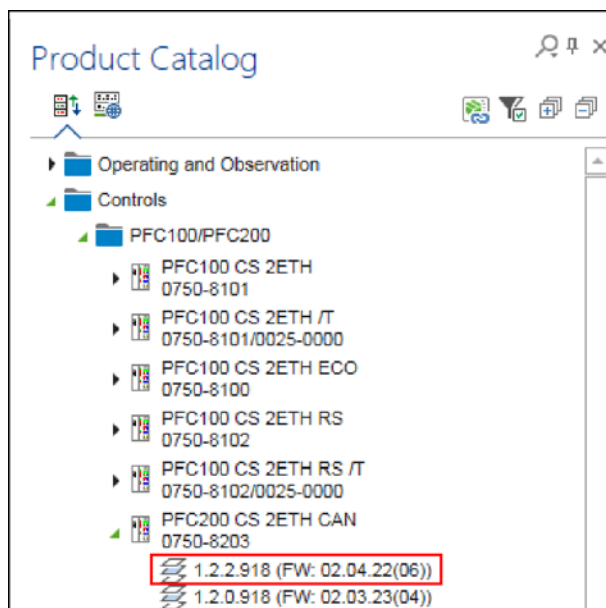 Product Catalog
Operating and Observation
Controls
PFC100/PFC200
PFC100 CS 2ETH
0750-8101
PFC100 CS 2ETH /T
0750-8101/0025-0000
PFC100 CS 2ETH ECO
0750-8100
PFC100 CS 2ETH RS
0750-8102
PFC100 CS 2ETH RS /T
0750-8102/0025-0000
PFC200 CS 2ETH CAN
0750-8203
1.2.2.918 (FW: 02.04.22(06))
1.2.0.918 (FW: 02.03.23(04))